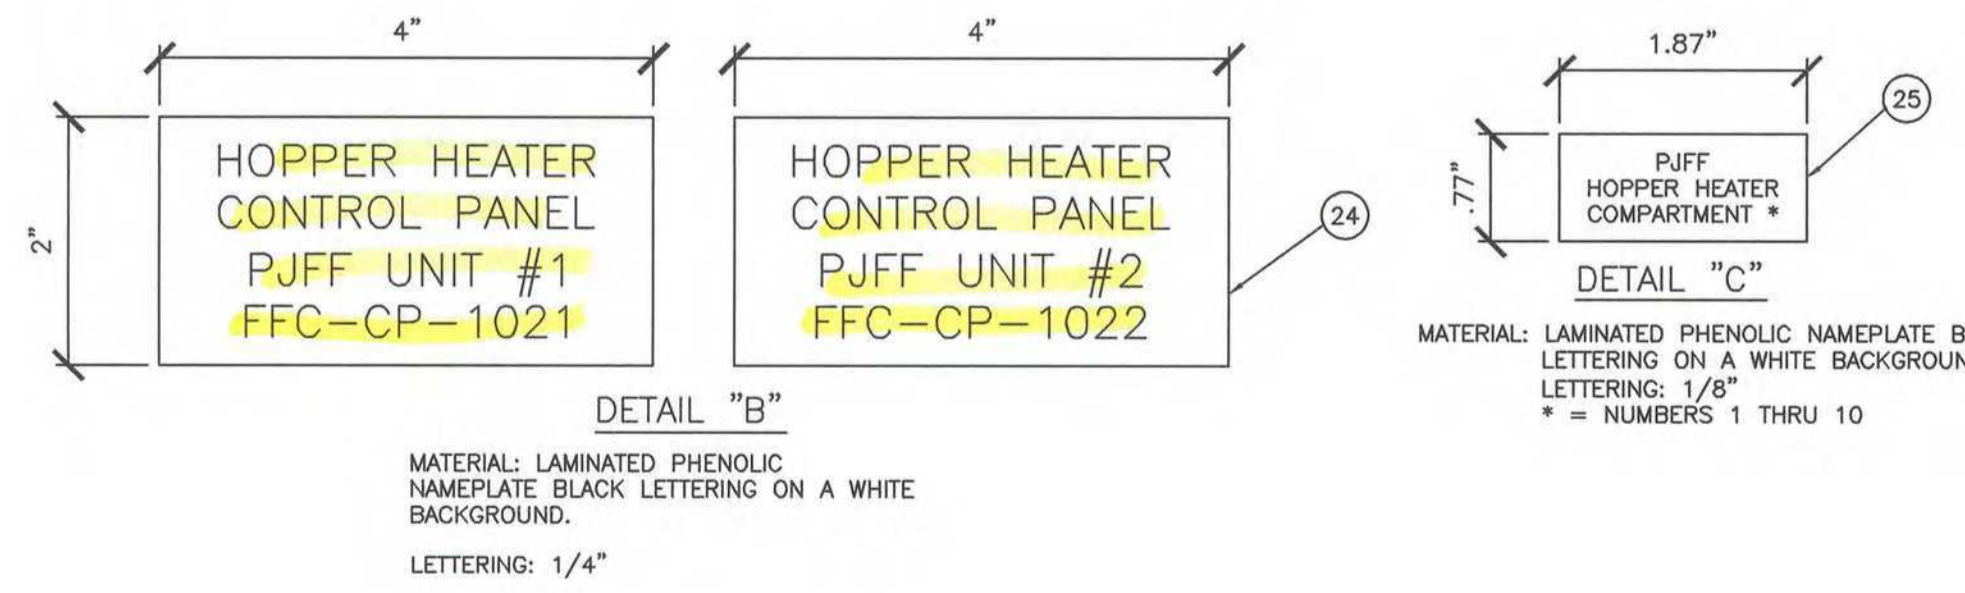 4”
4”
1.87”
25
2”
HOPPER HEATER
CONTROL PANEL
PJFF UNIT #1
FFC-CP-1021
HOPPER HEATER
CONTROL PANEL
PJFF UNIT #2
FFC-CP-1022
24
.77”
PJFF
HOPPER HEATER
COMPARTMENT *
DETAIL ”B”
MATERIAL: LAMINATED PHENOLIC
NAMEPLATE BLACK LETTERING ON A WHITE
BACKGROUND.
LETTERING: 1/4”
DETAIL ”C”
MATERIAL: LAMINATED PHENOLIC NAMEPLATE
LETTERING ON A WHITE
LETTERING: 1/8”
* = NUMBERS 1 THRU 10